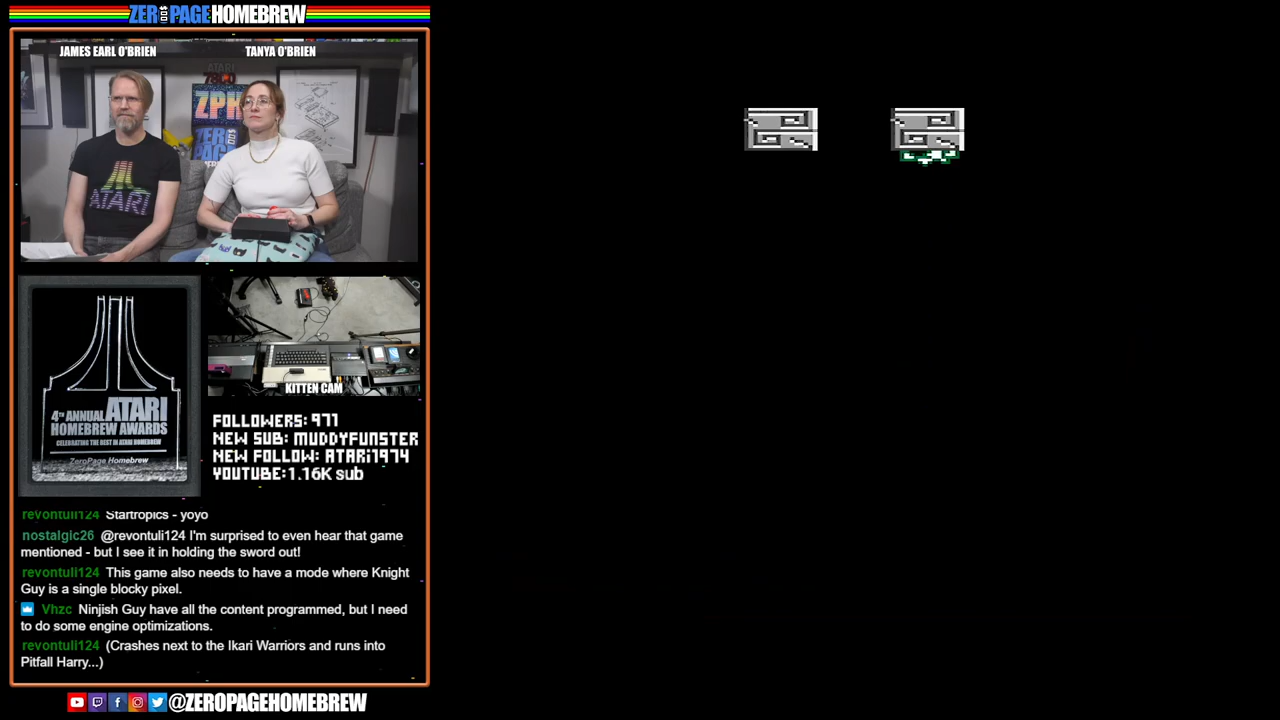 ZEROPAGE HOMEBREW
JAMES EARL O'BRIEN
TANYA O'BRIEN
ATARI
7800
ZPH
ATARI
4TH ANNUAL ATARI
HOMEBREW AWARDS
CELEBRATING THE BEST IN ATARI HOMEBREW
ZeroPage Homebrew
KITTEN CAM
FOLLOWERS: 971
NEW SUB: MUDDYFUNSTER
NEW FOLLOW: ATARI1974
YOUTUBE:1.16K sub
revontuli124 Startropics - yoyo
nostalgic26 @revontuli124 I'm surprised to even hear that game
mentioned - but I see it in holding the sword out!
revontuli124 This game also needs to have a mode where Knight
Guy is a single blocky pixel.
Vhzc Ninjish Guy have all the content programmed, but I need
to do some engine optimizations.
revontuli124 (Crashes next to the Ikari Warriors and runs into
Pitfall Harry...)
@ZEROPAGEHOMEBREW